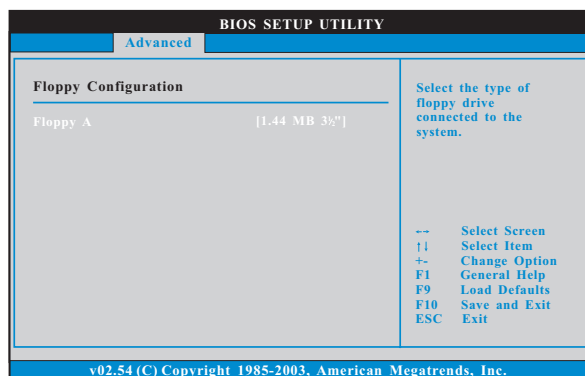 BIOS SETUP UTILITY
Advanced
Floppy Configuration
Floppy A [1.44 MB 3½"]
Select the type of
floppy drive
connected to the
system.
←→ Select Screen
↑↓ Select Item
+- Change Option
F1 General Help
F9 Load Defaults
F10 Save and Exit
ESC Exit
v02.54 (C) Copyright 1985-2003, American Megatrends, Inc.